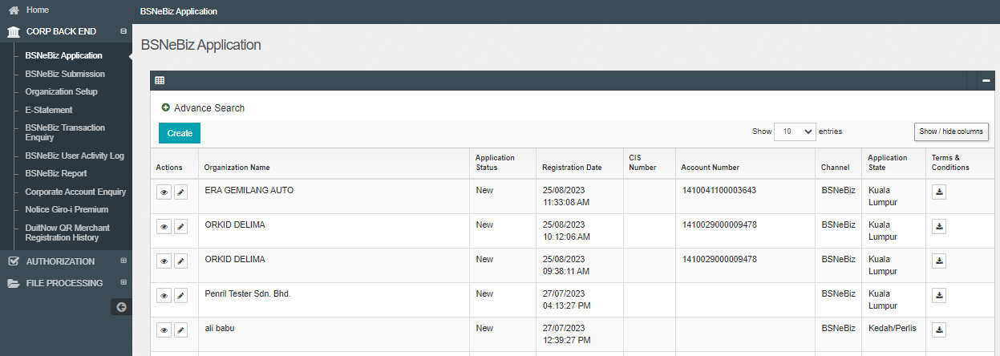 Home
CORP BACK END
BSNeBiz Application
BSNeBiz Submission
Organization Setup
E-Statement
BSNeBiz Transaction
Enquiry
BSNeBiz User Activity Log
BSNeBiz Report
Corporate Account Enquiry
Notice Giro-i Premium
DuitNow QR Merchant
Registration History
AUTHORIZATION
FILE PROCESSING
BSNeBiz Application
BSNeBiz Application
Advance Search
Create
Show 10 entries
Show / hide columns
Actions Organization Name Application Status Registration Date CIS Number Account Number Channel Application State Terms & Conditions
ERA GEMILANG AUTO New 25/08/2023 1410041100003643 BSNeBiz Kuala
11:33:08 AM Lumpur
ORKID DELIMA New 25/08/2023 1410029000009478 BSNeBiz Kuala
10:12:06 AM Lumpur
ORKID DELIMA New 25/08/2023 1410029000009478 BSNeBiz Kuala
09:38:11 AM Lumpur
Penril Tester Sdn. Bhd. New 27/07/2023 BSNeBiz Kuala
04:13:27 PM Lumpur
ali babu New 27/07/2023 BSNeBiz Kedah/Perlis
12:39:27 PM